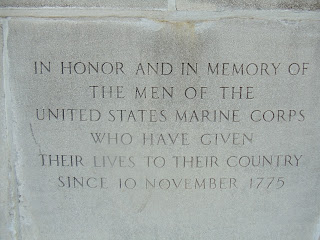 IN HONOR AND IN MEMORY OF
THE MEN OF THE
UNITED STATES MARINE CORPS
WHO HAVE GIVEN
THEIR LIVES TO THEIR COUNTRY
SINCE 10 NOVEMBER 1775